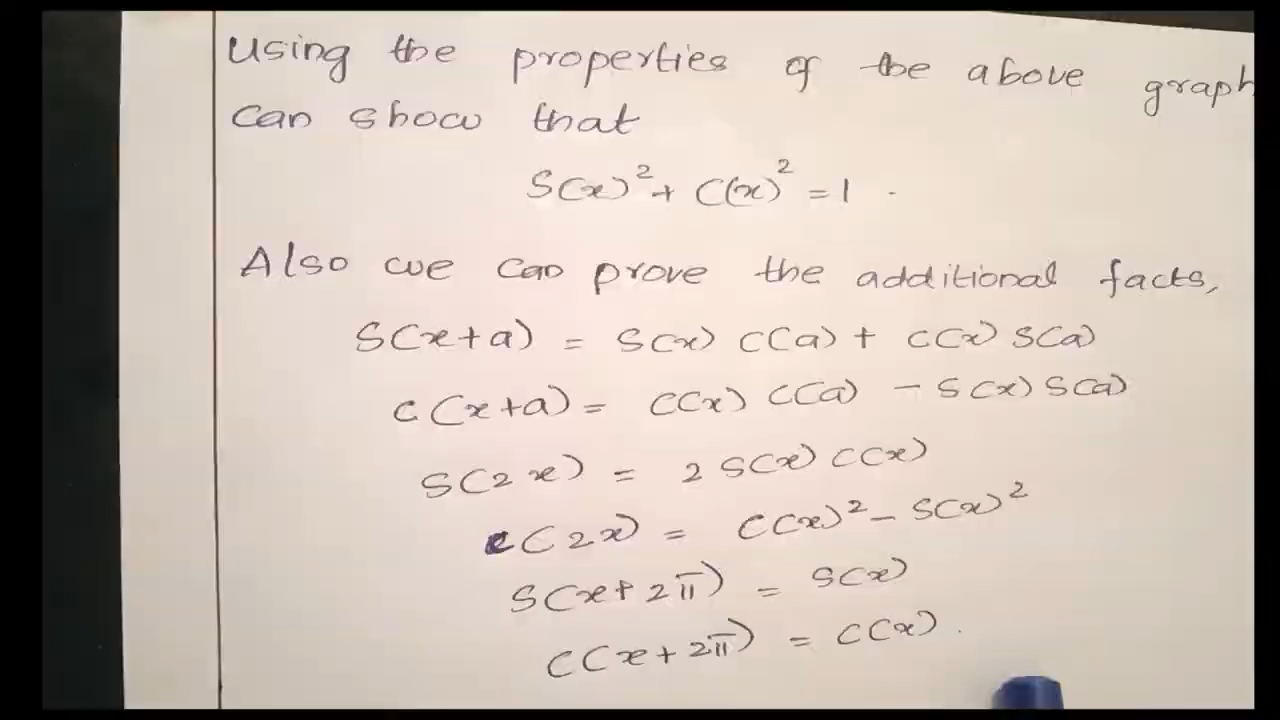 Using the properties of the above graph
can show that
S(x)² + C(x)² = 1.
Also we can prove the additional facts,
S(x+a) = S(x) C(a) + C(x) S(a)
C(x+a) = C(x) C(a) - S(x) S(a)
S(2x) = 2 S(x) C(x)
C(2x) = C(x)² - S(x)²
S(x+2π) = S(x)
C(x+2π) = C(x).